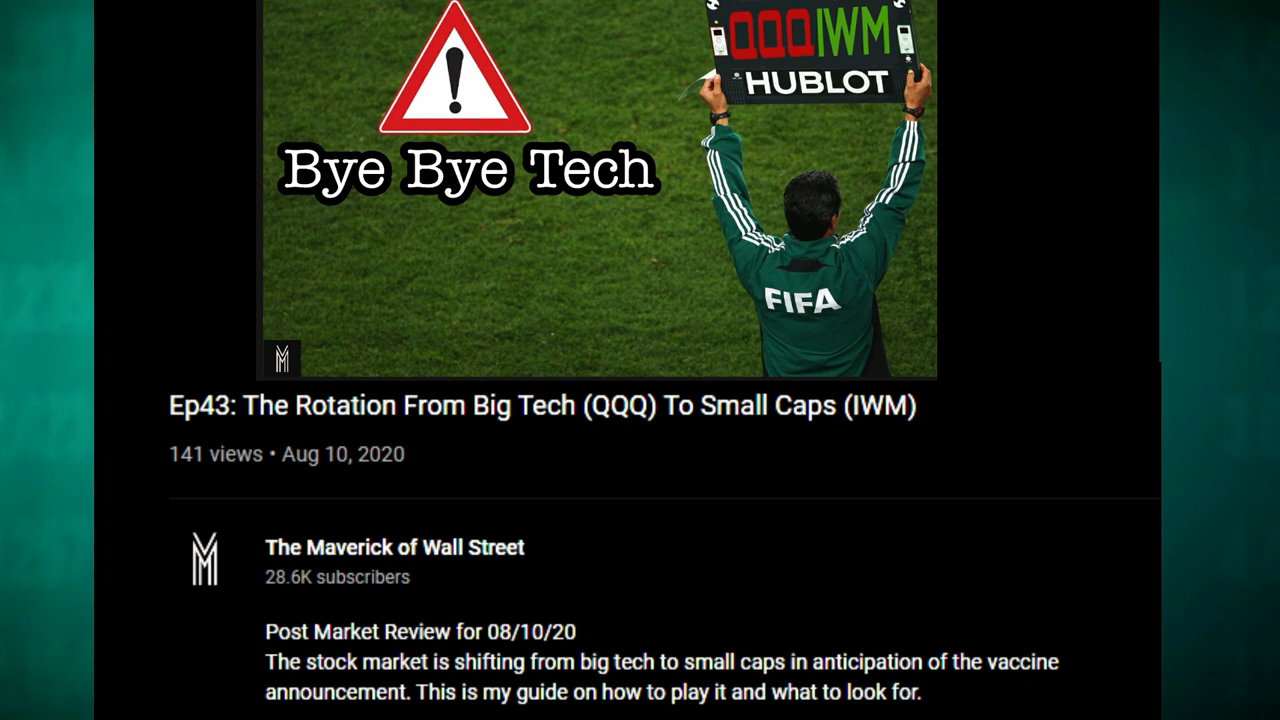 QQQ IWM
HUBLOT
Bye Bye Tech
FIFA
Ep43: The Rotation From Big Tech (QQQ) To Small Caps (IWM)
141 views • Aug 10, 2020
The Maverick of Wall Street
28.6K subscribers
Post Market Review for 08/10/20
The stock market is shifting from big tech to small caps in anticipation of the vaccine
announcement. This is my guide on how to play it and what to look for.